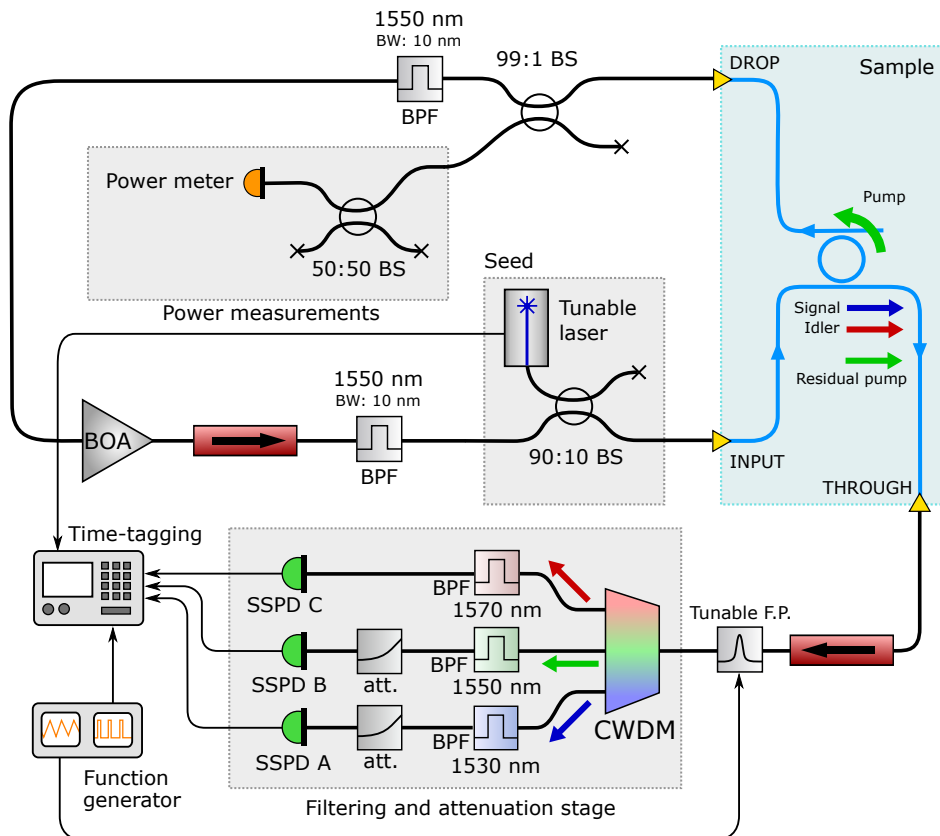 1550 nm
BW: 10 nm
BPF
99:1 BS
DROP
Sample
Power meter
50:50 BS
Power measurements
Pump
Seed
Tunable
laser
Signal
Idler
Residual pump
1550 nm
BW: 10 nm
BPF
BOA
90:10 BS
INPUT
THROUGH
Time-tagging
SSPD C
BPF
1570 nm
Tunable F.P.
SSPD B
att.
BPF
1550 nm
CWDM
SSPD A
att.
BPF
1530 nm
Function
generator
Filtering and attenuation stage